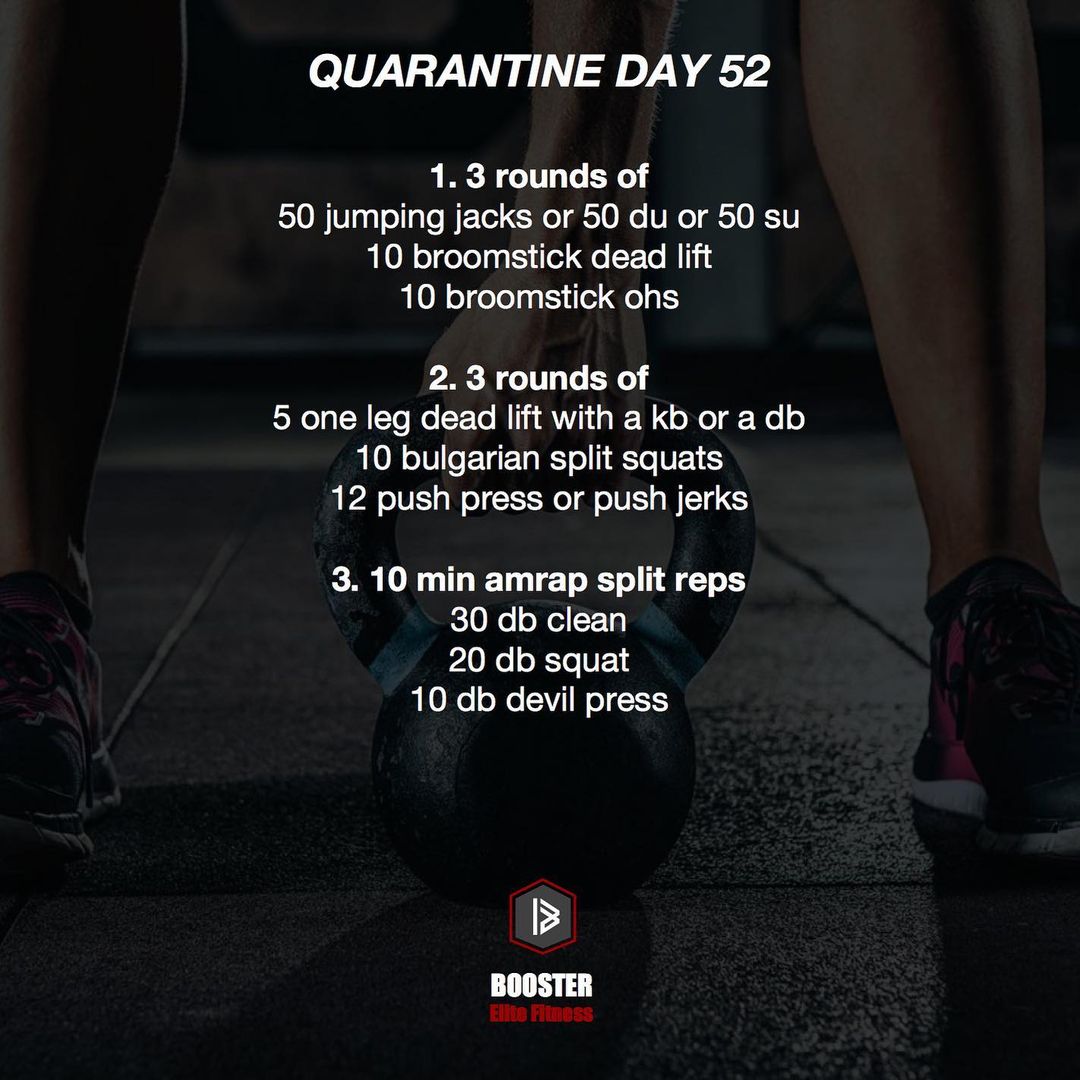 QUARANTINE DAY 52
1. 3 rounds of
50 jumping jacks or 50 du or 50 su
10 broomstick dead lift
10 broomstick ohs
2. 3 rounds of
5 one leg dead lift with a kb or a db
10 bulgarian split squats
12 push press or push jerks
3. 10 min amrap split reps
30 db clean
20 db squat
10 db devil press
BOOSTER
Elite Fitness